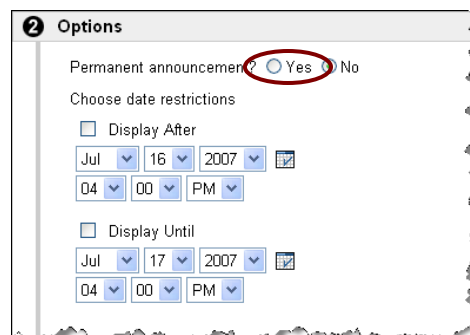 2 Options
Permanent announcement? Yes No
Choose date restrictions
Display After
Jul 16 2007
04 00 PM
Display Until
Jul 17 2007
04 00 PM